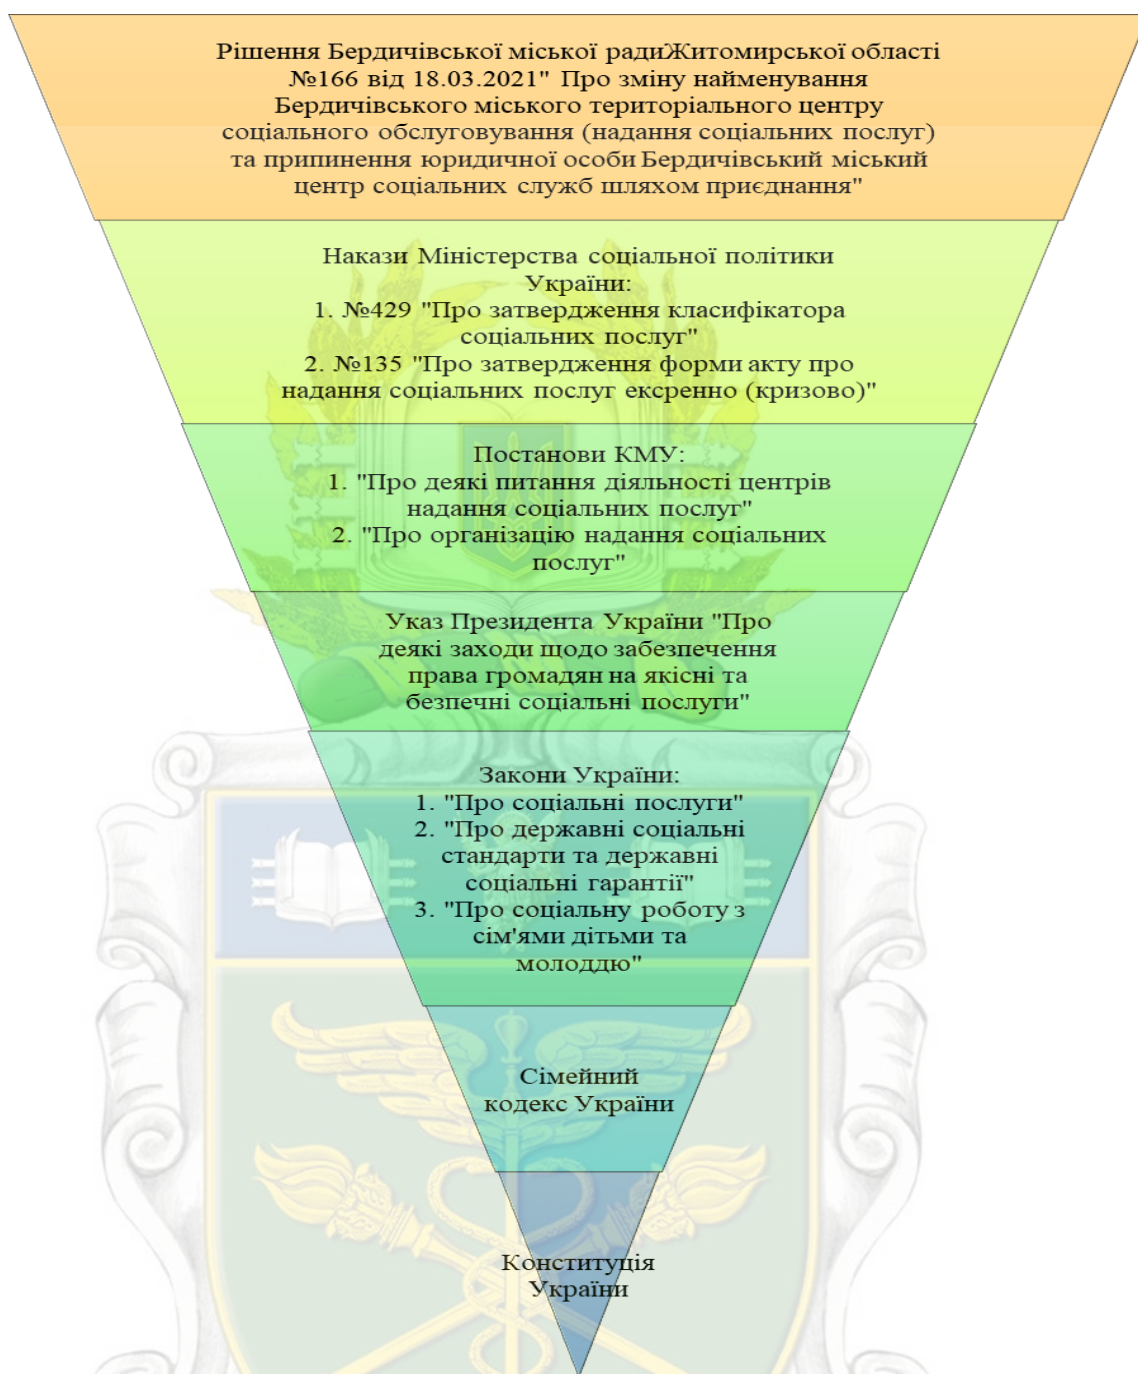 Рішення Бердичівської міської радиЖитомирської області
№166 від 18.03.2021" Про зміну найменування
Бердичівського міського територіального центру
соціального обслуговування (надання соціальних послуг)
та припинення юридичної особи Бердичівський міський
центр соціальних служб шляхом приєднання"
Накази Міністерства соціальної політики
України:
1. №429 "Про затвердження класифікатора
соціальних послуг"
2. №135 "Про затвердження форми акту про
надання соціальних послуг ексренно (кризово)"
Постанови КМУ:
1. "Про деякі питання діяльності центрів
надання соціальних послуг"
2. "Про організацію надання соціальних
послуг"
Указ Президента України "Про
деякі заходи щодо забезпечення
права громадян на якісні та
безпечні соціальні послуги"
Закони України:
1. "Про соціальні послуги"
2. "Про державні соціальні
стандарти та державні
соціальні гарантії"
3. "Про соціальну роботу з
сім'ями дітьми та
молоддю"
Сімейний
кодекс України
Конституція
України